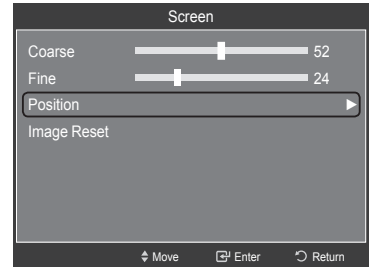 Screen
Coarse 52
Fine 24
Position
Image Reset
Move Enter Return